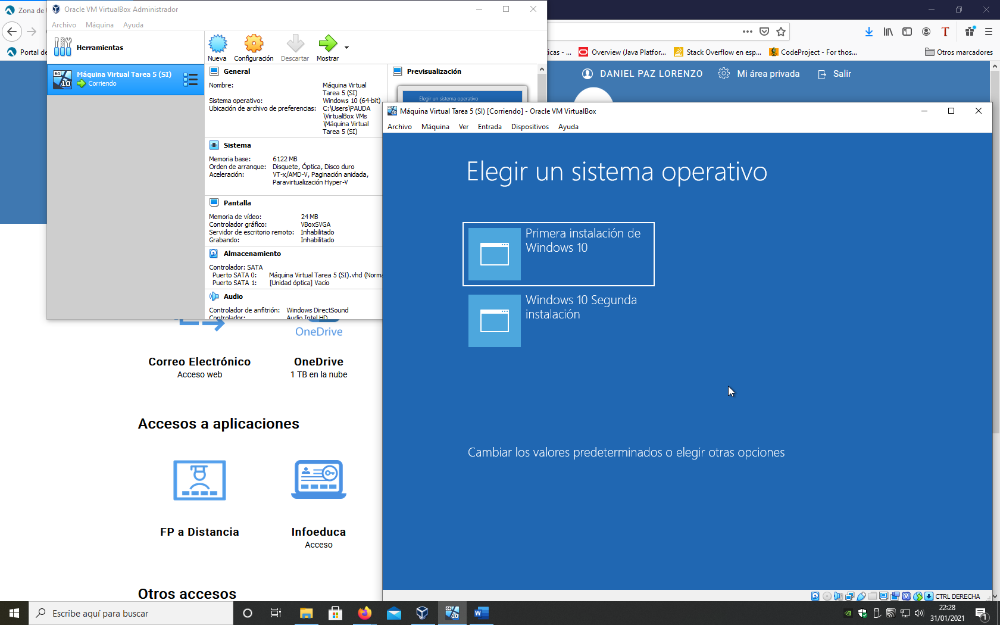 Zona de
Oracle VM VirtualBox Administrador
Archivo Máquina Ayuda
Herramientas
Nueva Configuración Descartar Mostrar
Portal de
icas - ... Overview (Java Platfor... Stack Overflow en esp... CodeProject - For thos... Otros marcadores
DANIEL PAZ LORENZO Mi área privada Salir
64
10
Máquina Virtual Tarea 5 (SI)
Corriendo
General
Nombre: Máquina Virtual
Tarea 5 (SI)
Sistema operativo: Windows 10 (64-bit)
Ubicación de archivo de preferencias: C:\Users\PAUDA
\VirtualBox VMs
\Máquina Virtual
Tarea 5 (SI)
Previsualización
Elegir un sistema operativo
Sistema
Memoria base: 6122 MB
Orden de arranque: Disquete, Óptica, Disco duro
Aceleración: VT-x/AMD-V, Paginación anidada,
Paravirtualización Hyper-V
Pantalla
Memoria de vídeo: 24 MB
Controlador gráfico: VBoxSVGA
Servidor de escritorio remoto: Inhabilitado
Grabando: Inhabilitado
Almacenamiento
Controlador: SATA
Puerto SATA 0: Máquina Virtual Tarea 5 (SI).vhd (Norma
Puerto SATA 1: [Unidad óptica] Vacío
Audio
Controlador de anfitrión: Windows DirectSound
Controlador: Audio Intel HD
Máquina Virtual Tarea 5 (SI) [Corriendo] - Oracle VM VirtualBox
Archivo Máquina Ver Entrada Dispositivos Ayuda
Elegir un sistema operativo
Primera instalación de
Windows 10
Windows 10 Segunda
instalación
Cambiar los valores predeterminados o elegir otras opciones
CTRL DERECHA
OneDrive
Correo Electrónico
Acceso web
OneDrive
1 TB en la nube
Accesos a aplicaciones
FP a Distancia
Infoeduca
Acceso
Otros accesos
Escribe aquí para buscar
22:28
31/01/2021
1